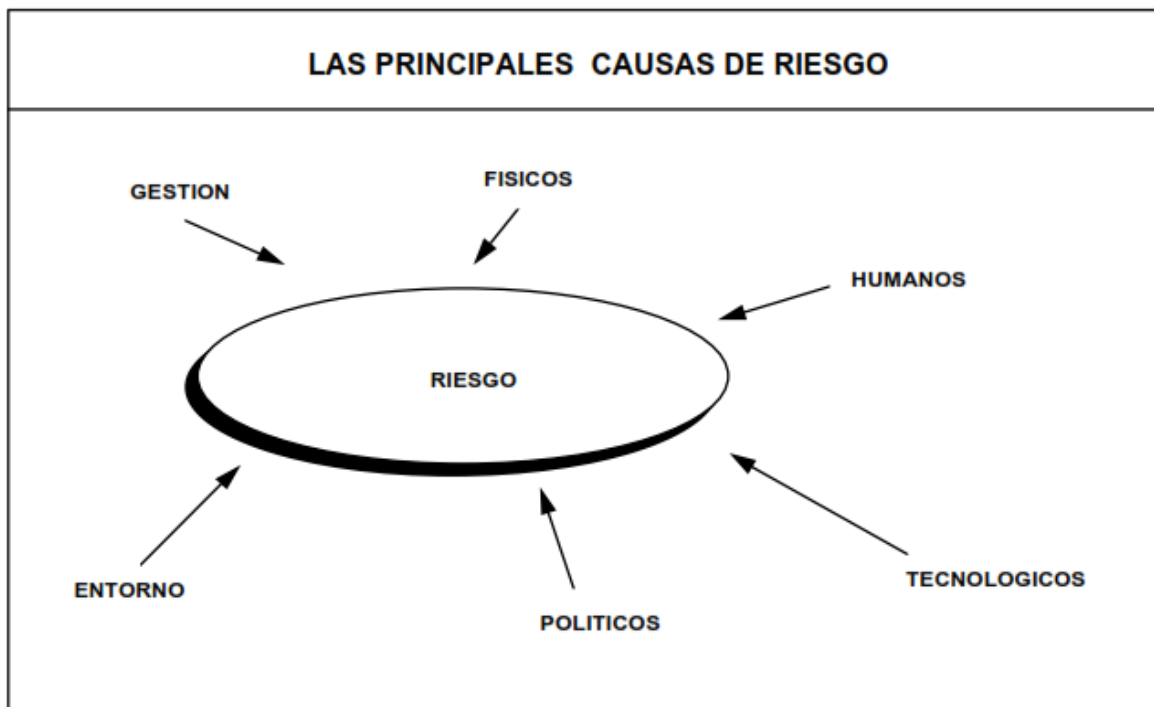 LAS PRINCIPALES CAUSAS DE RIESGO
GESTION
FISICOS
HUMANOS
RIESGO
ENTORNO
TECNOLOGICOS
POLITICOS